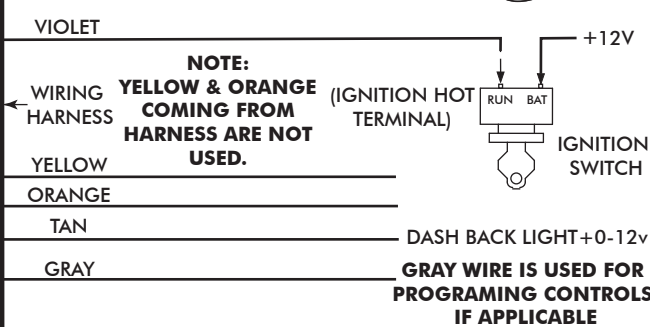 VIOLET
+12V
NOTE:
YELLOW & ORANGE
COMING FROM
HARNESS ARE NOT
USED.
WIRING
HARNESS
(IGNITION HOT
TERMINAL)
RUN BAT
IGNITION
SWITCH
YELLOW
ORANGE
TAN
DASH BACK LIGHT+0-12v
GRAY
GRAY WIRE IS USED FOR
PROGRAMING CONTROLS
IF APPLICABLE